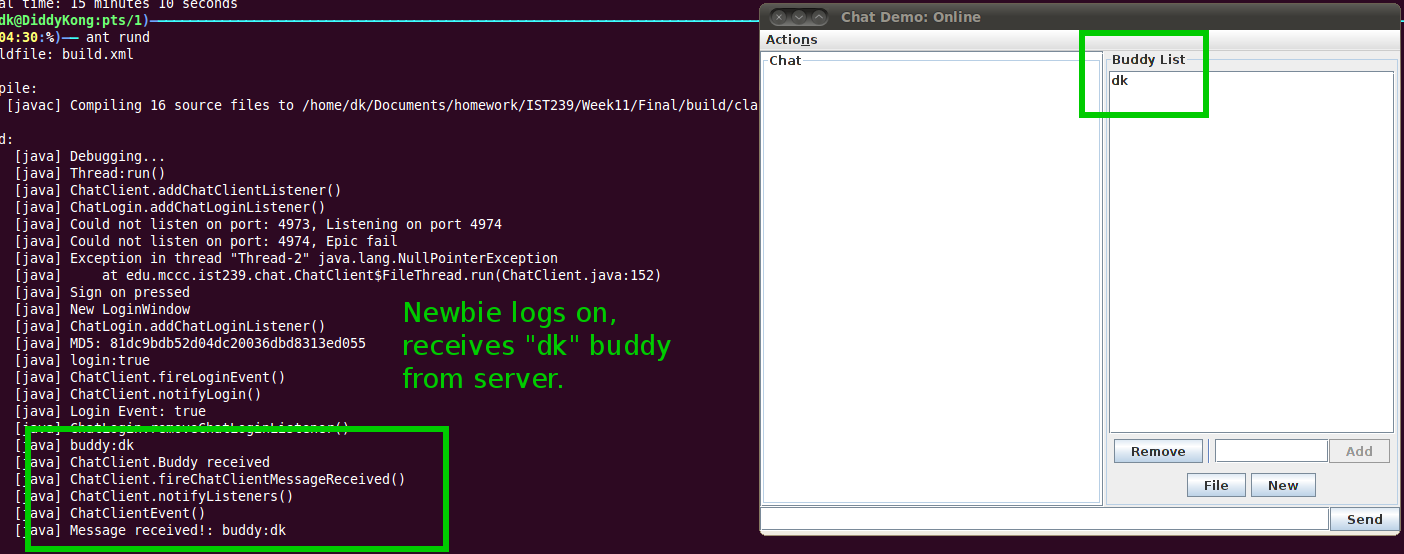 al time: 15 minutes 10 seconds
dk@DiddyKong:pts/1)
04:30:%)── ant rund
ldfile: build.xml
pile:
[javac] Compiling 16 source files to /home/dk/Documents/homework/IST239/Week11/Final/build/cla
d:
[java] Debugging...
[java] Thread:run()
[java] ChatClient.addChatClientListener()
[java] ChatLogin.addChatLoginListener()
[java] Could not listen on port: 4973, Listening on port 4974
[java] Could not listen on port: 4974, Epic fail
[java] Exception in thread "Thread-2" java.lang.NullPointerException
[java]     at edu.mccc.ist239.chat.ChatClient$FileThread.run(ChatClient.java:152)
[java] Sign on pressed
[java] New LoginWindow
[java] ChatLogin.addChatLoginListener()
[java] MD5: 81dc9bdb52d04dc20036dbd8313ed055
[java] login:true
[java] ChatClient.fireLoginEvent()
[java] ChatClient.notifyLogin()
[java] Login Event: true
[java] ChatLogin.removeChatLoginListener()
[java] buddy:dk
[java] ChatClient.Buddy received
[java] ChatClient.fireChatClientMessageReceived()
[java] ChatClient.notifyListeners()
[java] ChatClientEvent()
[java] Message received!: buddy:dk
Newbie logs on,
receives "dk" buddy
from server.
Chat Demo: Online
Actions
Chat
Buddy List
dk
Remove
Add
File
New
Send